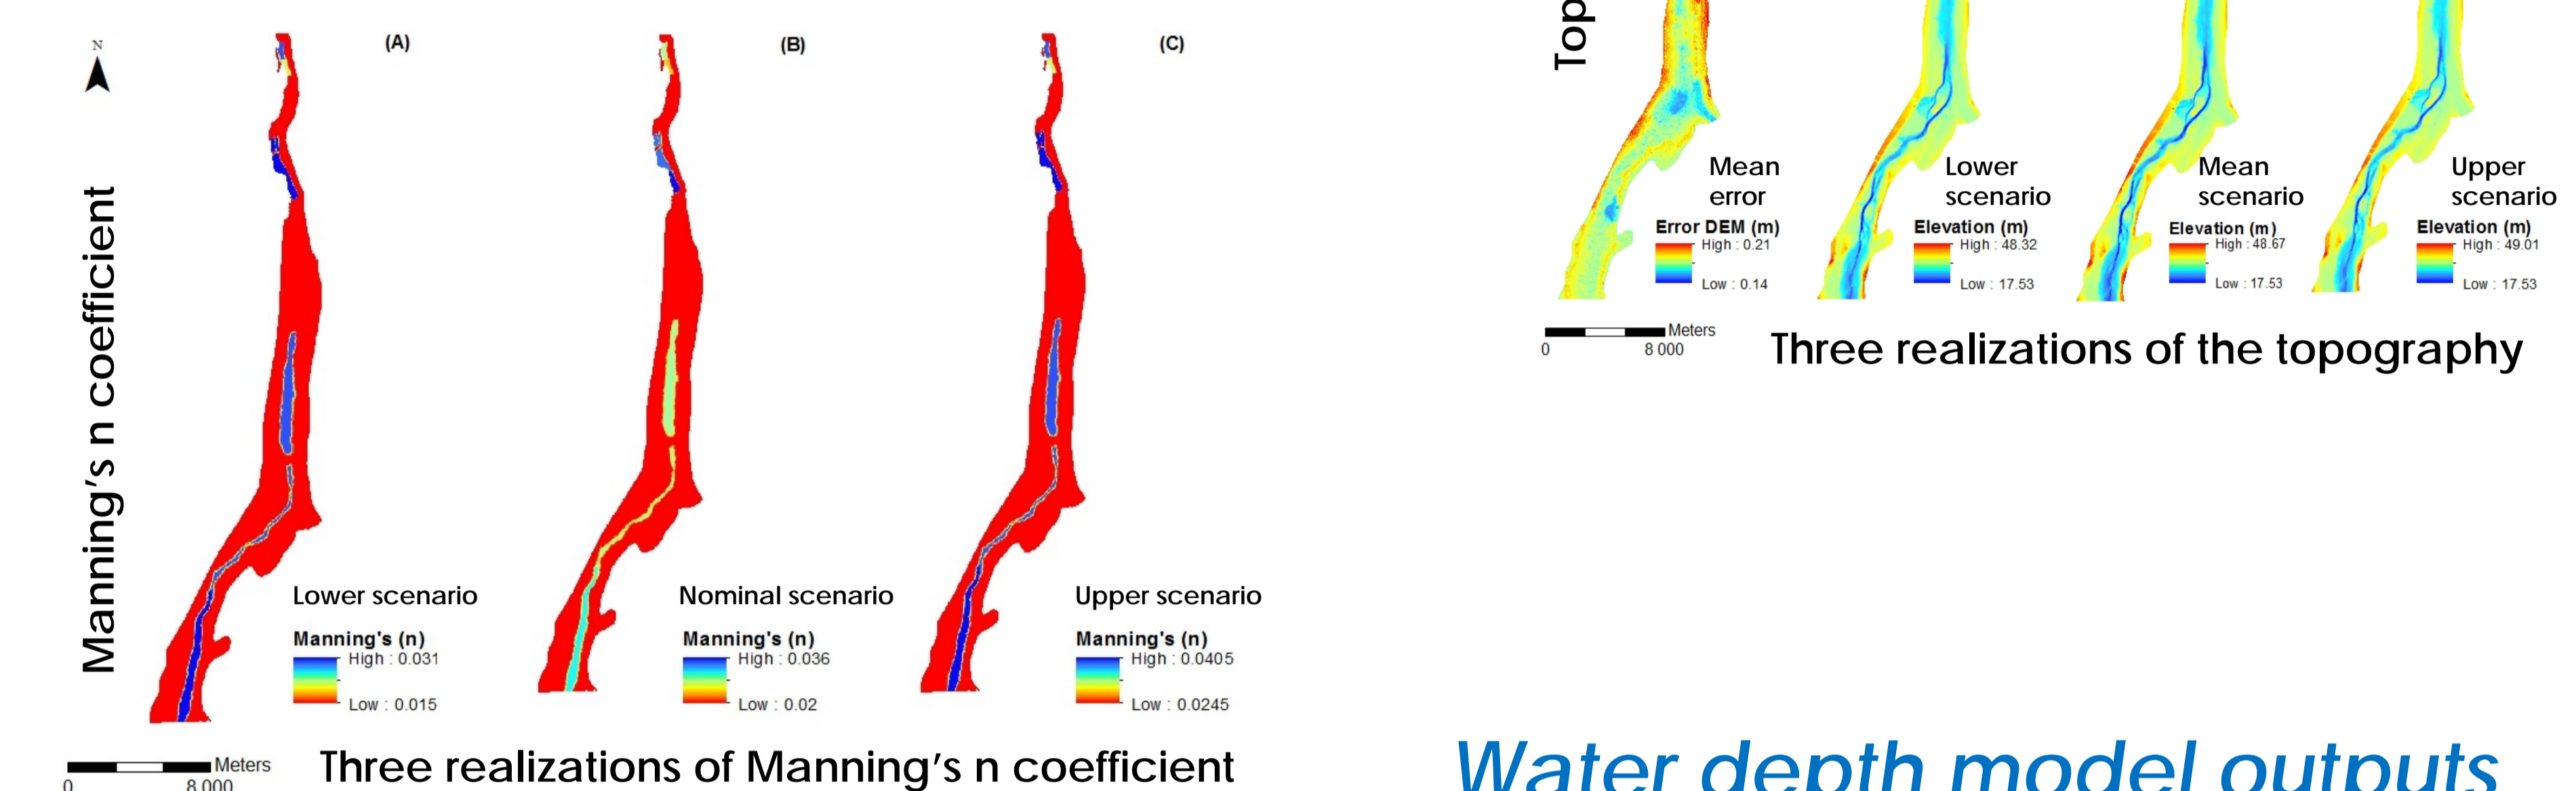 Manning's n coefficient
N
(A)
(B)
(C)
Lower scenario
Manning's (n)
High : 0.031
Low : 0.015
Nominal scenario
Manning's (n)
High : 0.036
Low : 0.02
Upper scenario
Manning's (n)
High : 0.0405
Low : 0.0245
Meters
0 8 000
Three realizations of Manning's n coefficient
Top
Mean
error
Error DEM (m)
High : 0.21
Low : 0.14
Lower
scenario
Elevation (m)
High : 48.32
Low : 17.53
Mean
scenario
Elevation (m)
High : 48.67
Low : 17.53
Upper
scenario
Elevation (m)
High : 49.01
Low : 17.53
Meters
0 8 000
Three realizations of the topography
Water depth model outputs